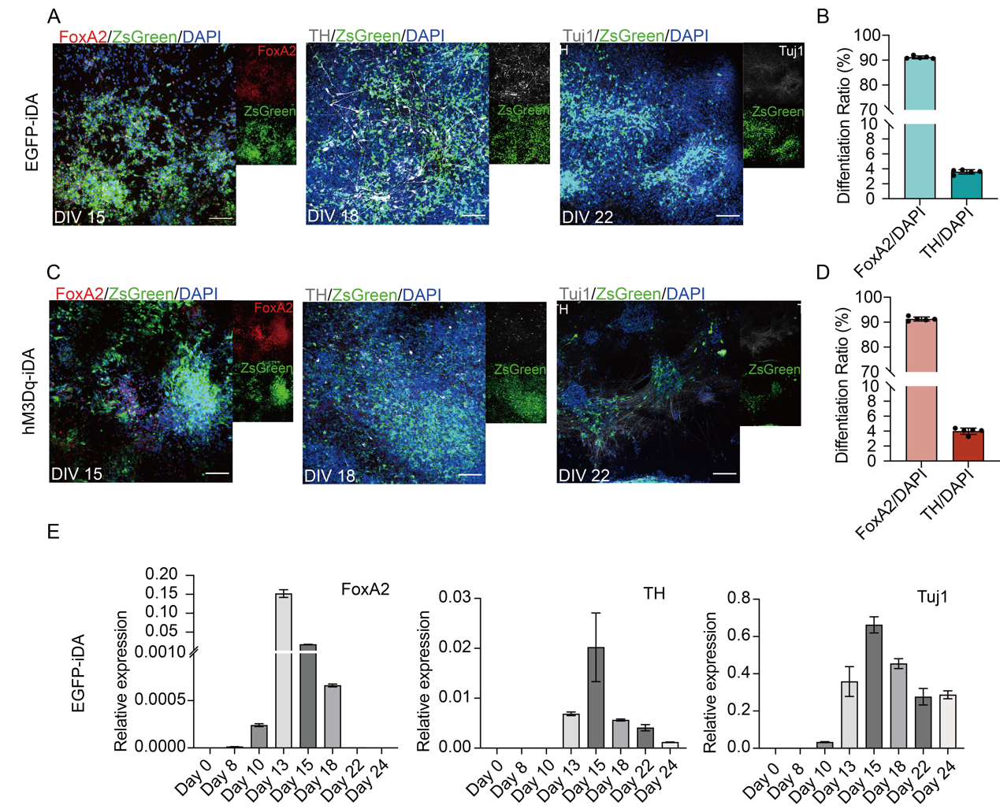 A
FoxA2/ZsGreen/DAPI
TH/ZsGreen/DAPI
Tuj1/ZsGreen/DAPI
EGFP-iDA
FoxA2
ZsGreen
DIV 15
ZsGreen
DIV 18
H
Tuj1
ZsGreen
DIV 22
B
Diffentiation Ratio (%)
100
90
80
70
10
8
6
4
2
0
FoxA2/DAPI
TH/DAPI
C
FoxA2/ZsGreen/DAPI
TH/ZsGreen/DAPI
Tuj1/ZsGreen/DAPI
hM3Dq-iDA
FoxA2
ZsGreen
DIV 15
ZsGreen
DIV 18
H
ZsGreen
DIV 22
D
Diffentiation Ratio (%)
100
90
80
70
10
8
6
4
2
0
FoxA2/DAPI
TH/DAPI
E
EGFP-iDA
FoxA2
Relative expression
0.20
0.15
0.10
0.05
0.0010
0.0005
0.0000
Day 0
Day 8
Day 10
Day 13
Day 15
Day 18
Day 22
Day 24
TH
Relative expression
0.03
0.02
0.01
0.00
Day 0
Day 8
Day 10
Day 13
Day 15
Day 18
Day 22
Day 24
Tuj1
Relative expression
0.8
0.6
0.4
0.2
0.0
Day 0
Day 8
Day 10
Day 13
Day 15
Day 18
Day 22
Day 24